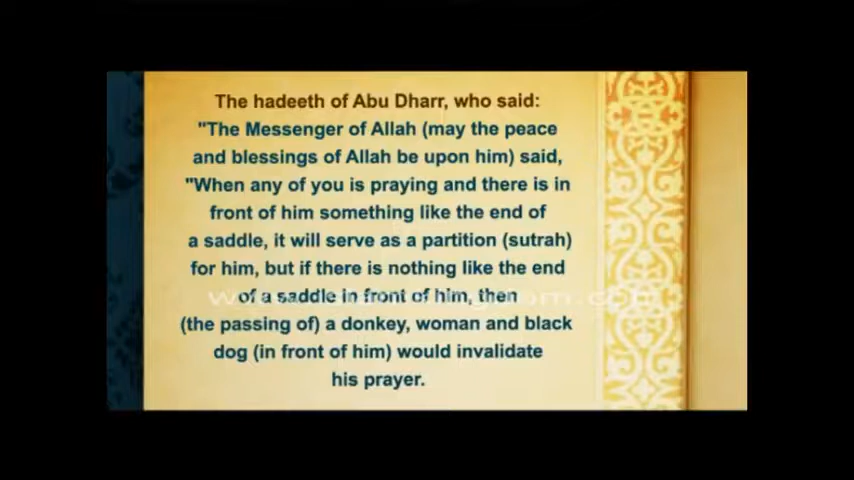 The hadeeth of Abu Dharr, who said:
"The Messenger of Allah (may the peace
and blessings of Allah be upon him) said,
"When any of you is praying and there is in
front of him something like the end of
a saddle, it will serve as a partition (sutrah)
for him, but if there is nothing like the end
of a saddle in front of him, then
(the passing of) a donkey, woman and black
dog (in front of him) would invalidate
his prayer.